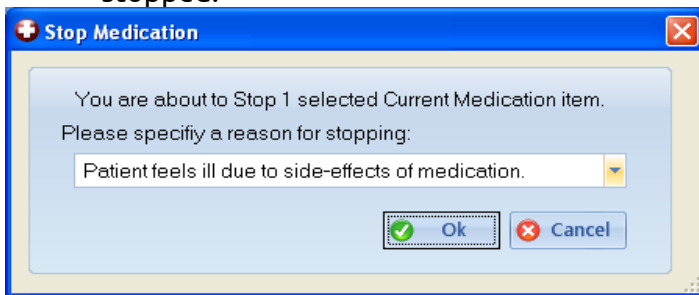 stopped.
Stop Medication
You are about to Stop 1 selected Current Medication item.
Please specifiy a reason for stopping:
Patient feels ill due to side-effects of medication.
Ok Cancel